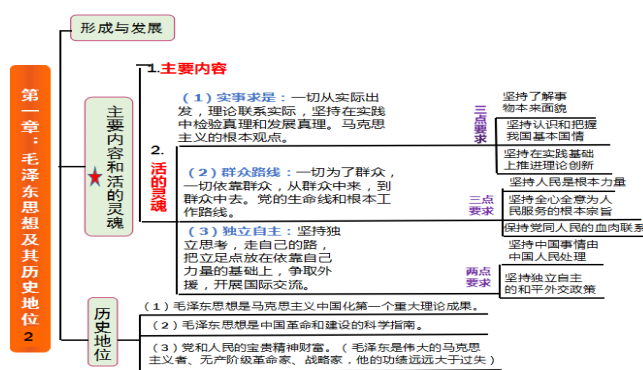 第一章：毛泽东思想及其历史地位2
形成与发展
主要内容和活的灵魂
1.主要内容
2.活的灵魂
（1）实事求是：一切从实际出
发，理论联系实际，坚持在实践
中检验真理和发展真理。马克思
主义的根本观点。
三点要求
坚持了解事
物本来面貌
坚持认识和把握
我国基本国情
坚持在实践基础
上推进理论创新
（2）群众路线：一切为了群众，
一切依靠群众，从群众中来，到
群众中去。党的生命线和根本工
作路线。
三点
要求
坚持人民是根本力量
坚持全心全意为人
民服务的根本宗旨
保持党同人民的血肉联系
（3）独立自主：坚持独
立思考，走自己的路，
把立足点放在依靠自己
力量的基础上，争取外
援，开展国际交流。
两点
要求
坚持中国事情由
中国人民处理
坚持独立自主
的和平外交政策
历史地位
（1）毛泽东思想是马克思主义中国化第一个重大理论成果。
（2）毛泽东思想是中国革命和建设的科学指南。
（3）党和人民的宝贵精神财富。（毛泽东是伟大的马克思
主义者、无产阶级革命家、战略家，他的功绩远远大于过失）